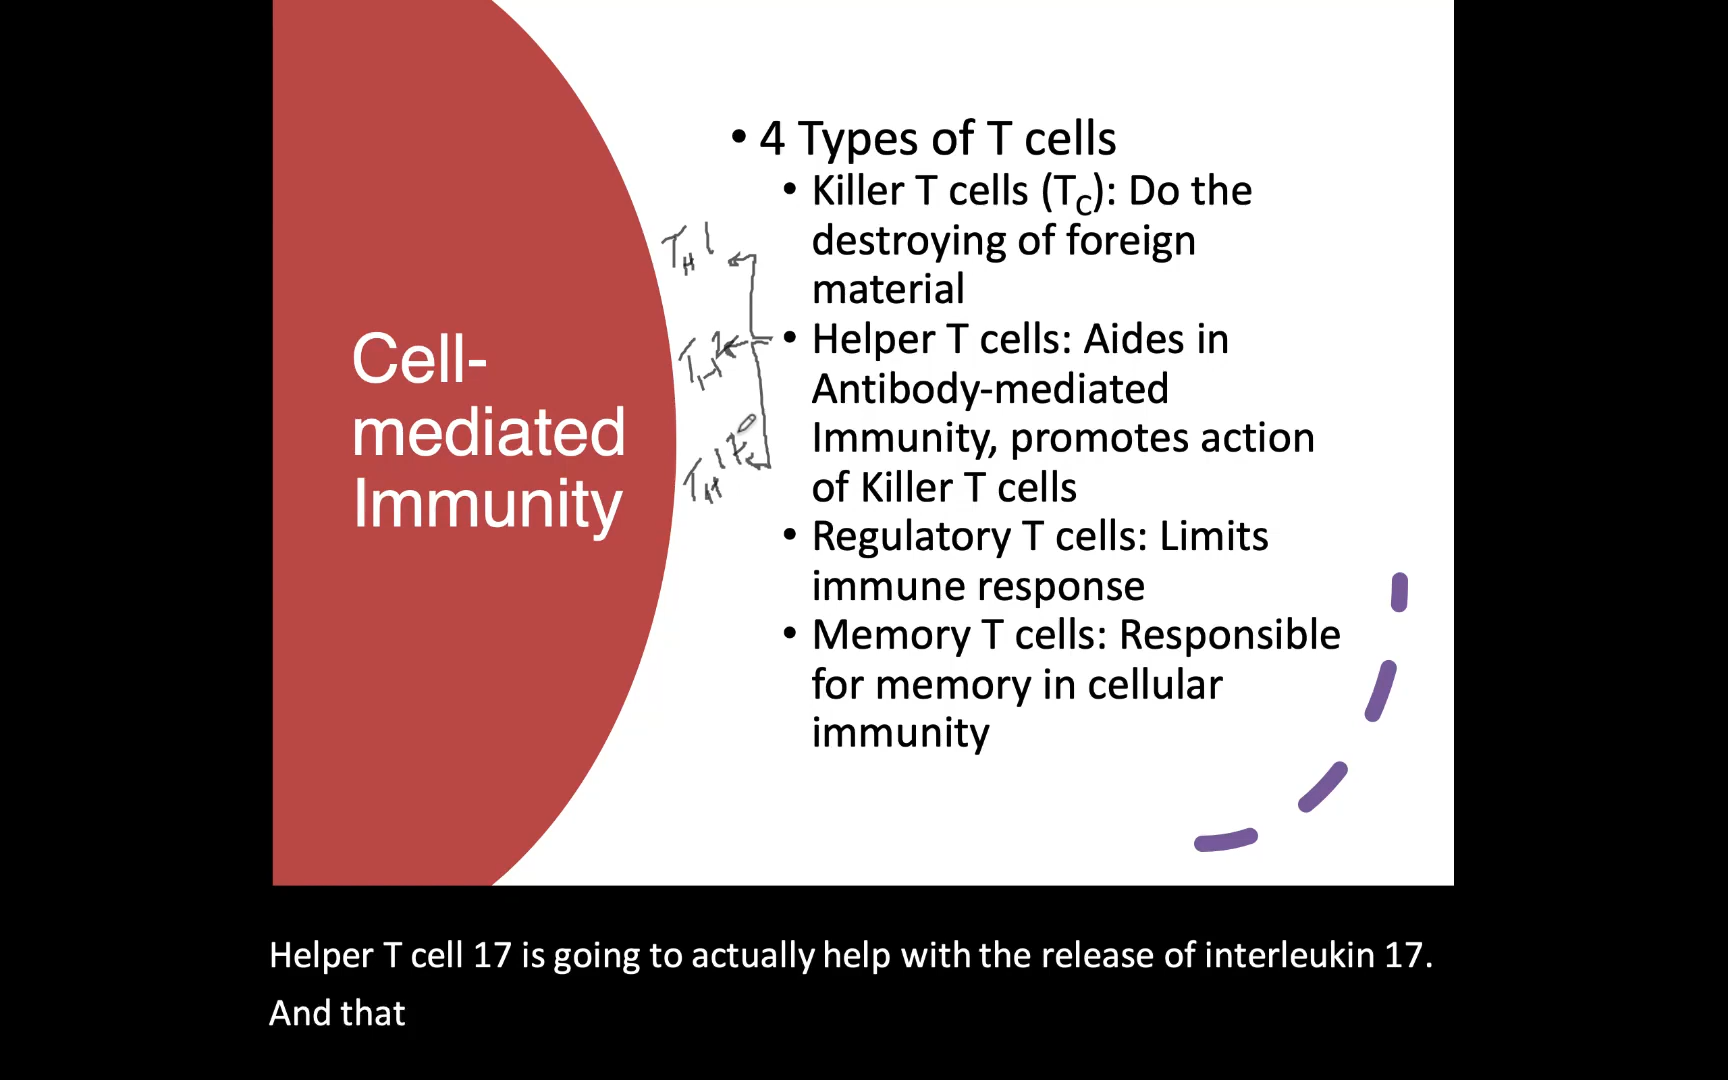 Cell-
mediated
Immunity
• 4 Types of T cells
• Killer T cells (TC): Do the
destroying of foreign
material
• Helper T cells: Aides in
Antibody-mediated
Immunity, promotes action
of Killer T cells
• Regulatory T cells: Limits
immune response
• Memory T cells: Responsible
for memory in cellular
immunity
TH1
TH2
TH17
Helper T cell 17 is going to actually help with the release of interleukin 17.
And that